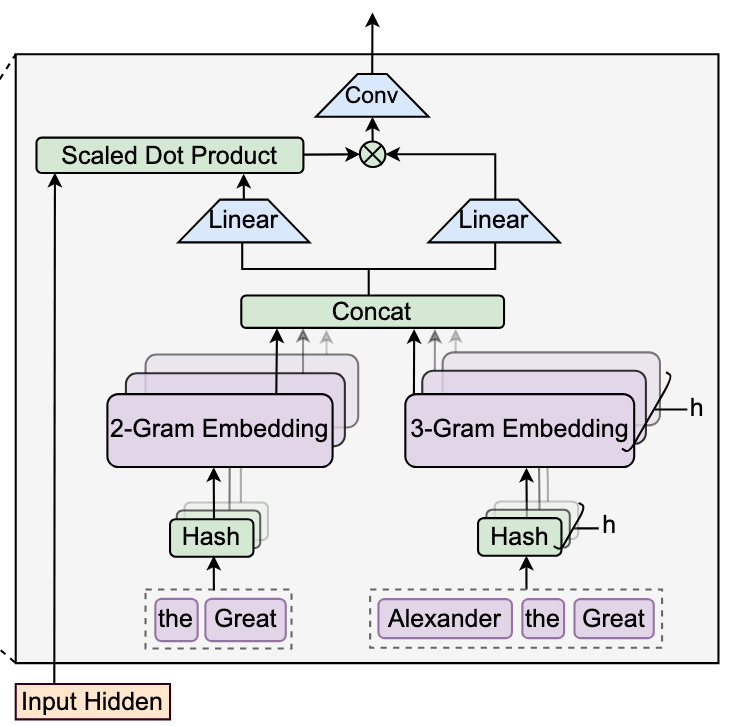 Conv
Scaled Dot Product
Linear
Linear
Concat
2-Gram Embedding
3-Gram Embedding
h
Hash
Hash
h
the Great
Alexander the Great
Input Hidden